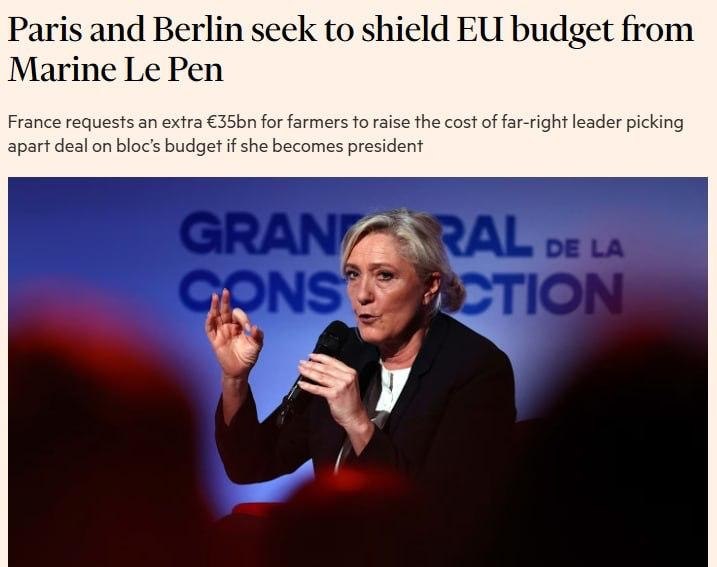 Paris and Berlin seek to shield EU budget from
Marine Le Pen
France requests an extra €35bn for farmers to raise the cost of far-right leader picking
apart deal on bloc's budget if she becomes president
GRAN RAL DE LA
CONS CTION